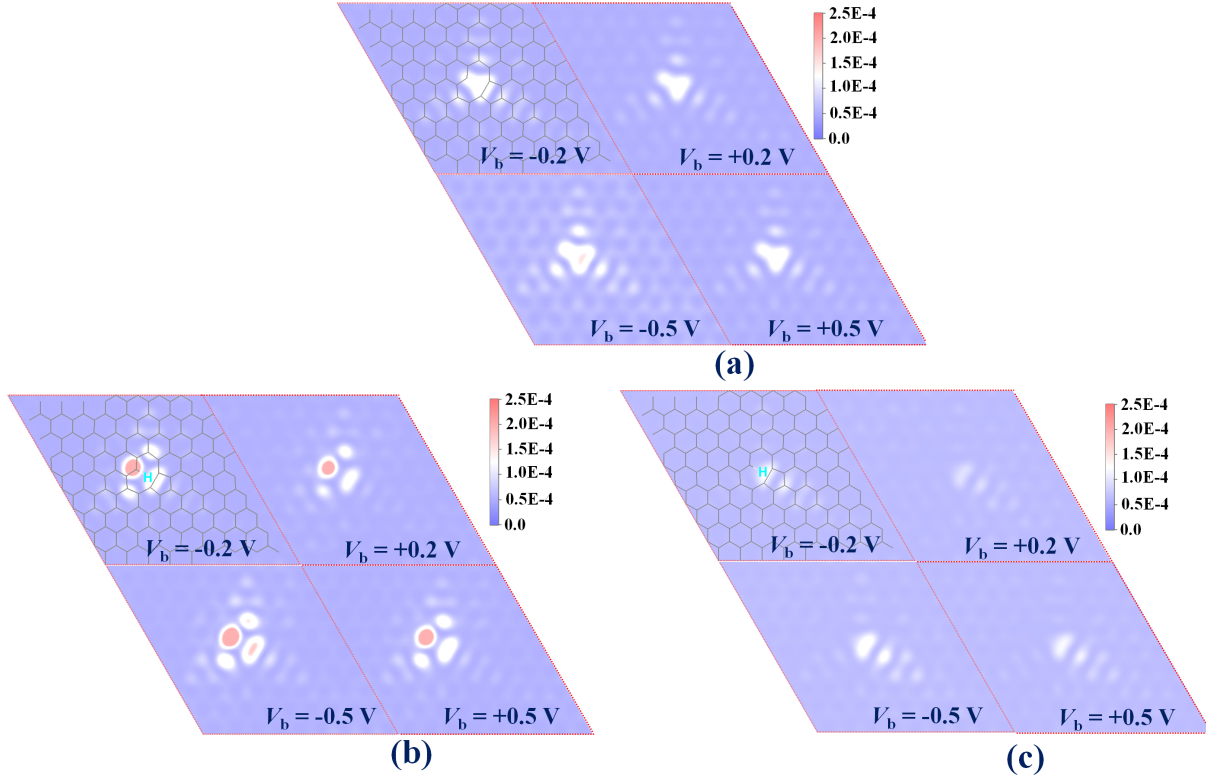 2.5E-4
2.0E-4
1.5E-4
1.0E-4
0.5E-4
0.0
Vb = -0.2 V
Vb = +0.2 V
Vb = -0.5 V
Vb = +0.5 V
(a)
H
2.5E-4
2.0E-4
1.5E-4
1.0E-4
0.5E-4
0.0
Vb = -0.2 V
Vb = +0.2 V
Vb = -0.5 V
Vb = +0.5 V
(b)
H
2.5E-4
2.0E-4
1.5E-4
1.0E-4
0.5E-4
0.0
Vb = -0.2 V
Vb = +0.2 V
Vb = -0.5 V
Vb = +0.5 V
(c)